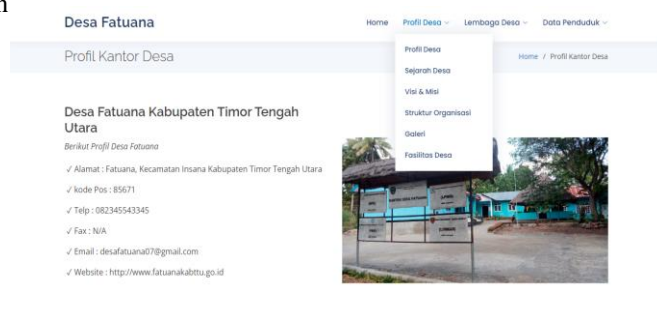 Desa Fatuana
Home Profil Desa Lembaga Desa Data Penduduk
Profil Kantor Desa
Home / Profil Kantor Desa
Profil Desa
Sejarah Desa
Visi & Misi
Struktur Organisasi
Galeri
Fasilitas Desa
Desa Fatuana Kabupaten Timor Tengah
Utara
Berikut Profil Desa Fatuana
✓ Alamat : Fatuana, Kecamatan Insana Kabupaten Timor Tengah Utara
✓ kode Pos : 85671
✓ Telp : 082345543345
✓ Fax : N/A
✓ Email : desafatuana07@gmail.com
✓ Website : http://www.fatuanakabttu.go.id